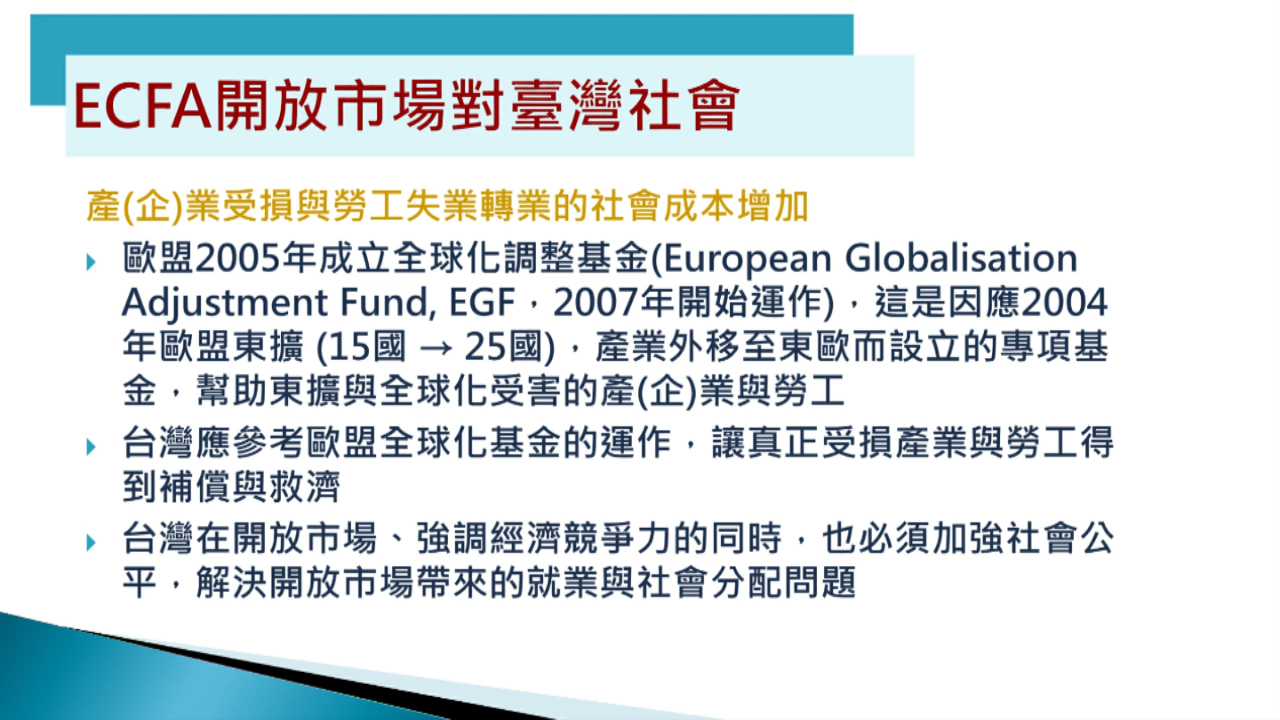 ECFA開放市場對臺灣社會
產(企)業受損與勞工失業轉業的社會成本增加
歐盟2005年成立全球化調整基金(European Globalisation
Adjustment Fund, EGF，2007年開始運作)，這是因應2004
年歐盟東擴 (15國 → 25國)，產業外移至東歐而設立的專項基
金，幫助東擴與全球化受害的產(企)業與勞工
台灣應參考歐盟全球化基金的運作，讓真正受損產業與勞工得
到補償與救濟
台灣在開放市場、強調經濟競爭力的同時，也必須加強社會公
平，解決開放市場帶來的就業與社會分配問題